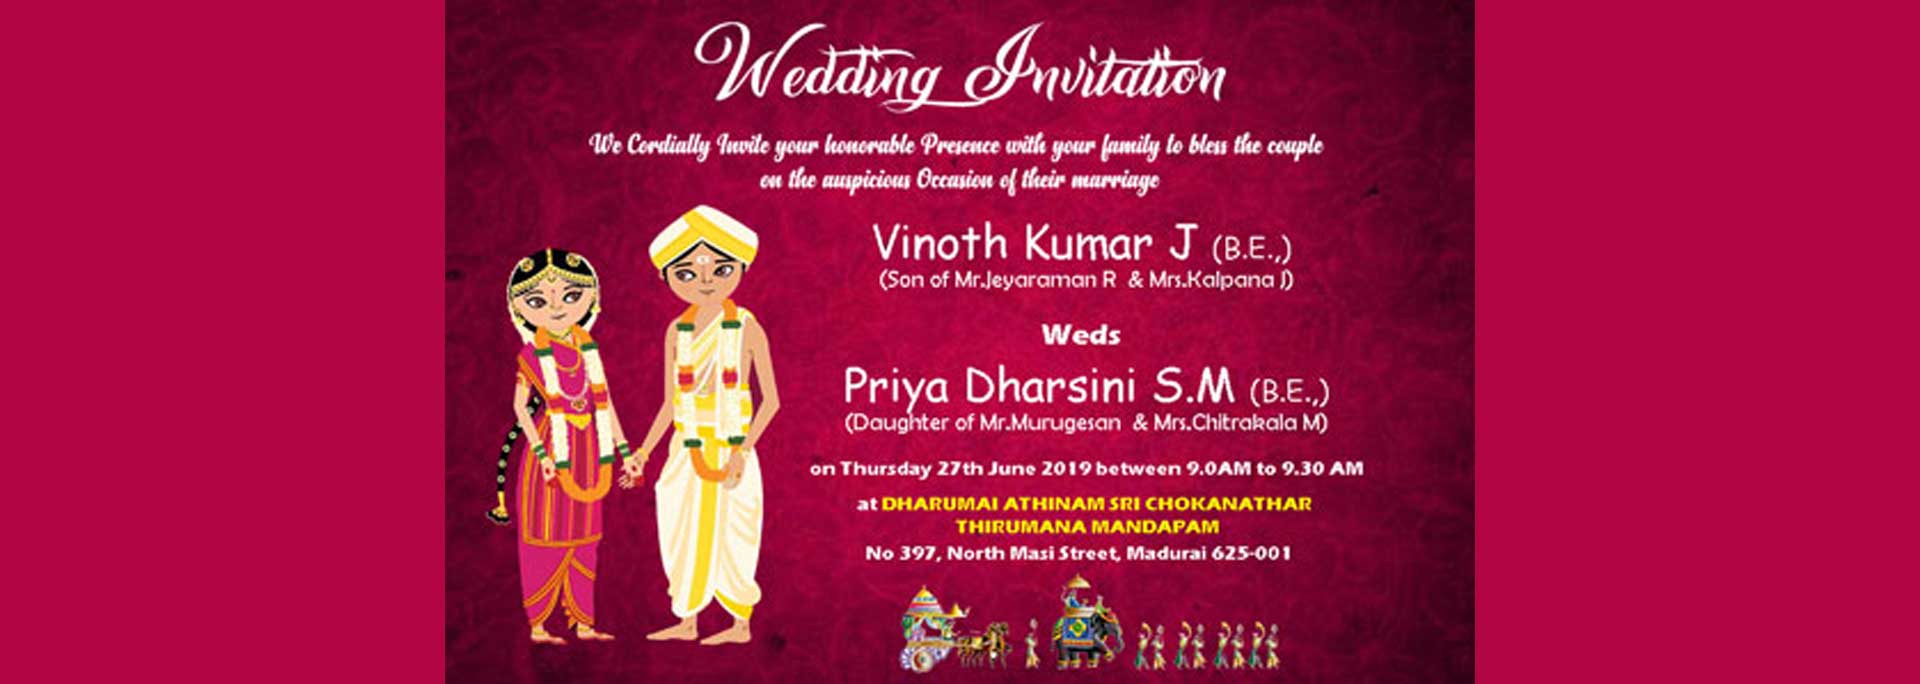 Wedding Invitation
We Cordially Invite your honorable Presence with your family to bless the couple
on the auspicious Occasion of their marriage
Vinoth Kumar J (B.E.,)
(Son of Mr.Jeyaraman R & Mrs.Kalpana J)
Weds
Priya Dharsini S.M (B.E.,)
(Daughter of Mr.Murugesan & Mrs.Chitrakala M)
on Thursday 27th June 2019 between 9.0AM to 9.30 AM
at DHARUMAI ATHINAM SRI CHOKANATHAR
THIRUMANA MANDAPAM
No 397, North Masi Street, Madurai 625-001